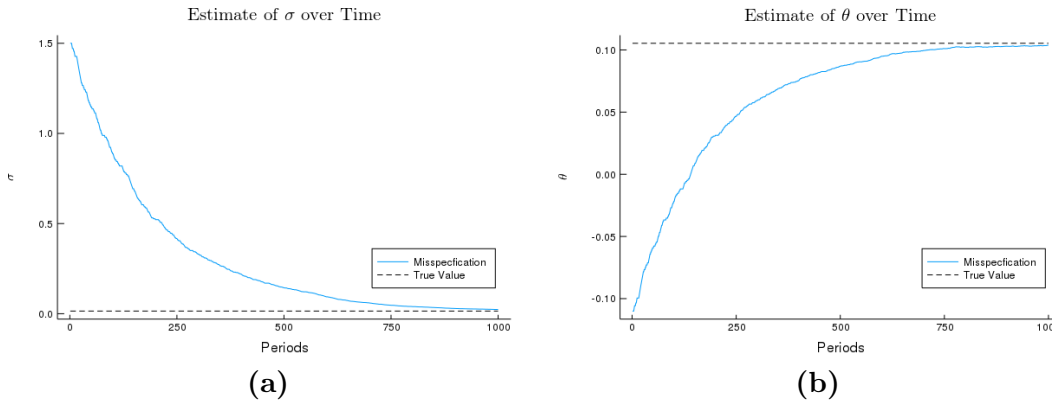 Estimate of σ over Time
1.5
1.0
0.5
0.0
σ
0
250
500
750
1000
Periods
Misspecfication
True Value
(a)
Estimate of θ over Time
0.10
0.05
0.00
-0.05
-0.10
θ
0
250
500
750
1000
Periods
Misspecfication
True Value
(b)